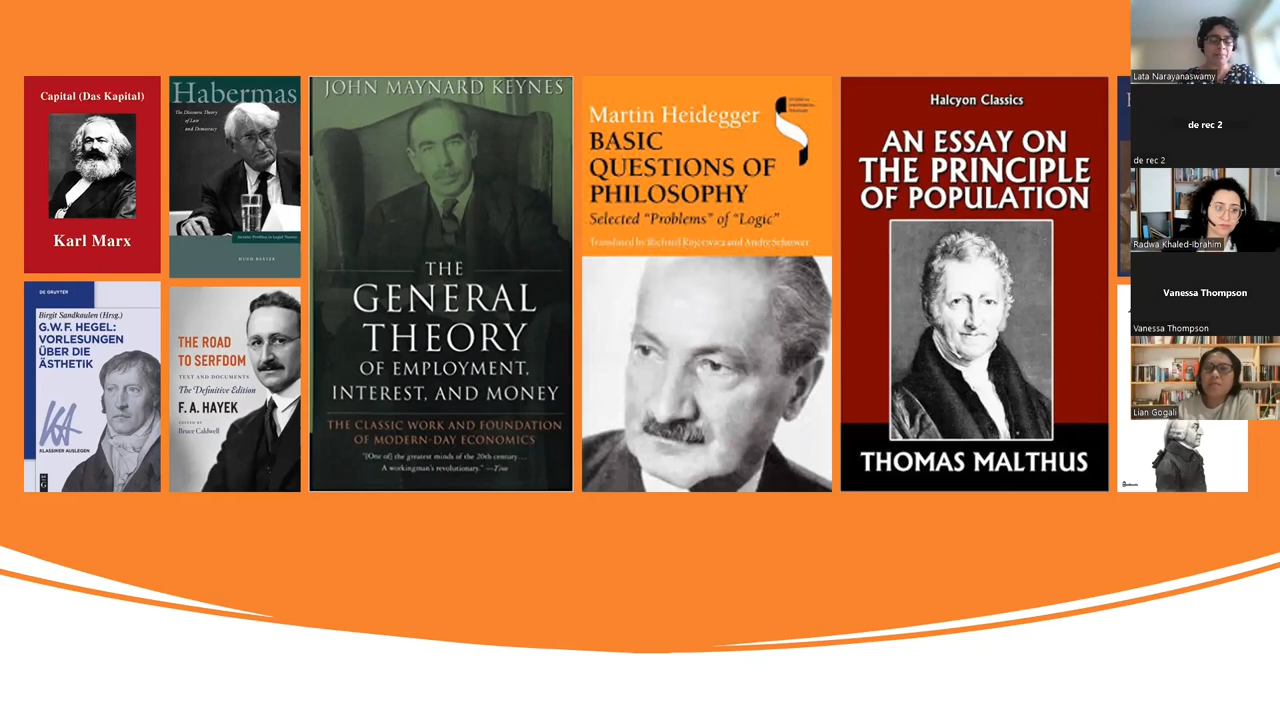 Capital (Das Kapital)
Karl Marx
Habermas
The Discourse Theory
of Law
and Democracy
HUGH BAXTER
DE GRUYTER
Birgit Sandkaulen (Hrsg.)
G.W.F. HEGEL:
VORLESUNGEN
ÜBER DIE
ÄSTHETIK
KLASSIKER AUSLEGEN
THE ROAD
TO SERFDOM
TEXT AND DOCUMENTS
The Definitive Edition
F. A. HAYEK
EDITED BY
Bruce Caldwell
JOHN MAYNARD KEYNES
THE
GENERAL
THEORY
OF EMPLOYMENT,
INTEREST, AND MONEY
THE CLASSIC WORK AND FOUNDATION
OF MODERN-DAY ECONOMICS
"[One of] the greatest minds of the 20th century…
A workingman's revolutionary." —Time
Martin Heidegger
BASIC
QUESTIONS OF
PHILOSOPHY
Selected "Problems" of "Logic"
Translated by Richard Rojcewicz and André Schuwer
Halcyon Classics
AN ESSAY ON
THE PRINCIPLE
OF POPULATION
THOMAS MALTHUS
Lata Narayanaswamy
de rec 2
de rec 2
Radwa Khaled-Ibrahim
Vanessa Thompson
Vanessa Thompson
Lian Gogali